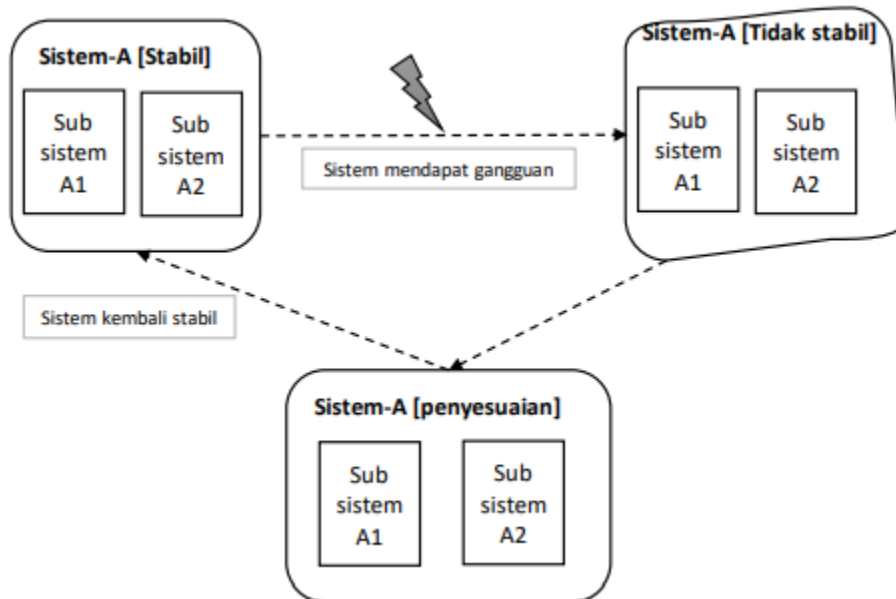 Sistem-A [Stabil]
Sub
sistem
A1
Sub
sistem
A2
Sistem mendapat gangguan
Sistem-A [Tidak stabil]
Sub
sistem
A1
Sub
sistem
A2
Sistem kembali stabil
Sistem-A [penyesuaian]
Sub
sistem
A1
Sub
sistem
A2